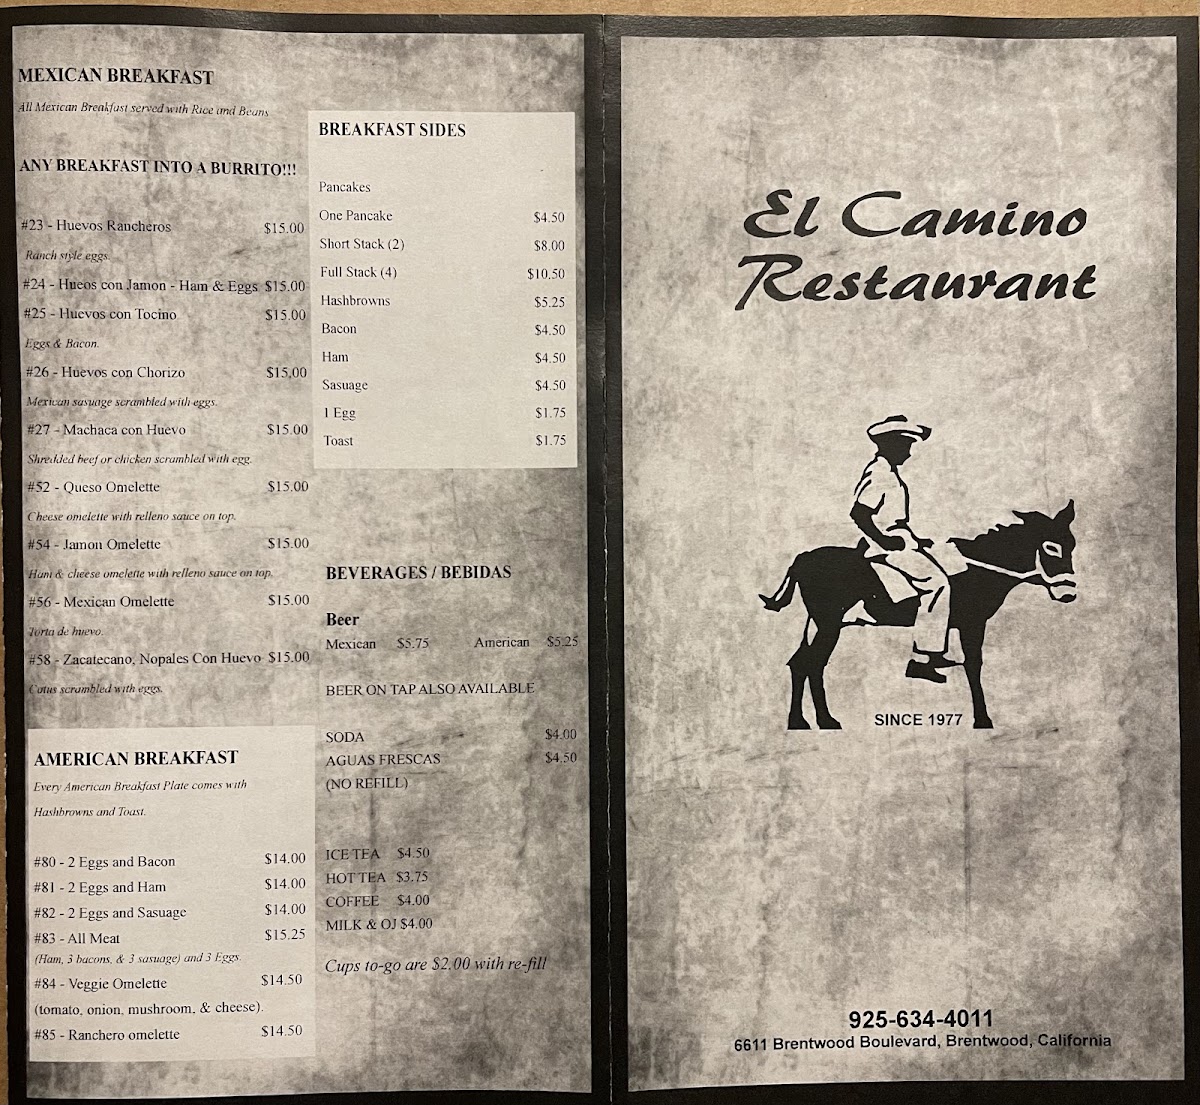 MEXICAN BREAKFAST
All Mexican Breakfast served with Rice and Beans
ANY BREAKFAST INTO A BURRITO!!!
#23 - Huevos Rancheros $15.00
Ranch style eggs.
#24 - Hueos con Jamon - Ham & Eggs $15.00
#25 - Huevos con Tocino $15.00
Eggs & Bacon.
#26 - Huevos con Chorizo $15,00
Mexican sasuage scrambled with eggs.
#27 - Machaca con Huevo $15.00
Shredded beef or chicken scrambled with egg.
#52 - Queso Omelette $15.00
Cheese omelette with relleno sauce on top.
#54 - Jamon Omelette $15.00
Ham & cheese omelette with relleno sauce on top.
#56 - Mexican Omelette $15.00
Torta de huevo.
#58 - Zacatecano, Nopales Con Huevo $15.00
Catus scrambled with eggs.
AMERICAN BREAKFAST
Every American Breakfast Plate comes with
Hashbrowns and Toast.
#80 - 2 Eggs and Bacon $14.00
#81 - 2 Eggs and Ham $14.00
#82 - 2 Eggs and Sasuage $14.00
#83 - All Meat $15.25
(Ham, 3 bacons, & 3 sasuage) and 3 Eggs.
#84 - Veggie Omelette $14.50
(tomato, onion, mushroom, & cheese).
#85 - Ranchero omelette $14.50
BREAKFAST SIDES
Pancakes
One Pancake $4.50
Short Stack (2) $8.00
Full Stack (4) $10.50
Hashbrowns $5.25
Bacon $4.50
Ham $4.50
Sasuage $4.50
1 Egg $1.75
Toast $1.75
BEVERAGES / BEBIDAS
Beer
Mexican $5.75 American $5.25
BEER ON TAP ALSO AVAILABLE
SODA $4.00
AGUAS FRESCAS $4.50
(NO REFILL)
ICE TEA $4.50
HOT TEA $3.75
COFFEE $4.00
MILK & OJ $4.00
Cups to-go are $2.00 with re-fill
El Camino
Restaurant
SINCE 1977
925-634-4011
6611 Brentwood Boulevard, Brentwood, California